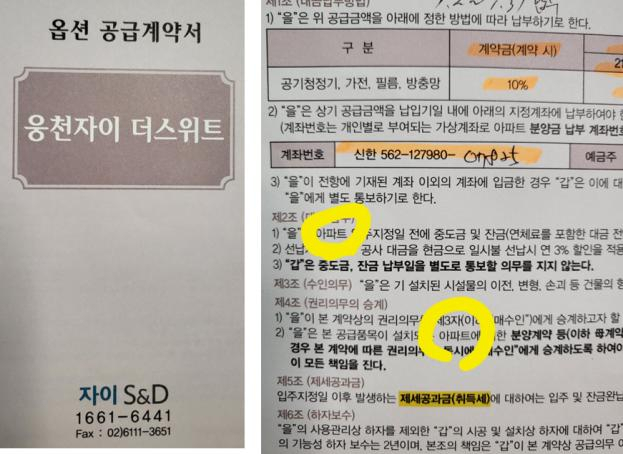 옵션 공급계약서
웅천자이 더스위트
자이 S&D
1661-6441
Fax : 02)6111-3651
1) “을”은 위 공급금액을 아래에 정한 방법에 따라 납부하기로 한다.
구 분 계약금(계약 시)
공기청정기, 가전, 필름, 방충망 10%
2) “을”은 상기 공급금액을 납입기일 내에 아래의 지정계좌에 납부하여야
(계좌번호는 개인별로 부여되는 가상계좌로 아파트 분양금 납부 계좌번호
계좌번호 신한 562-127980- 예금주
3) “을”이 전항에 기재된 계좌 이외의 계좌에 입금한 경우 “갑”은 이에 대
“을”에게 별도 통보하기로 한다.
제2조
1) “을” 아파트 지정일 전에 중도금 및 잔금(연체료를 포함한 대금 전
2) 선납 공사 대금을 현금으로 일시불 선납시 연 3% 할인을 적용
3) “갑”은 중도금, 잔금 납부일을 별도로 통보할 의무를 지지 않는다.
제3조 (수인의무) “을”은 기 설치된 시설물의 이전, 변형, 손괴 등 건물의
제4조 (권리의무의 승계)
1) “을”이 본 계약상의 권리의무 제3자(이하 “매수인”)에게 승계하고자 할
2) “을”은 본 공급품목이 설치 아파트에 한 분양계약 등(이하 母계약
경우 본 계약에 따른 권리의 동시에 수인”에게 승계하도록 하여
이 모든 책임을 진다.
제5조 (제세공과금)
입주지정일 이후 발생하는 제세공과금(취득세)에 대하여는 입주 및 잔금완납
제6조 (하자보수)
“을”의 사용관리상 하자를 제외한 “갑”의 시공 및 설치상 하자에 대하여 “갑”
의 기능성 하자 보수는 2년이며, 본조의 책임은 “갑”이 본 계약상 공급의무